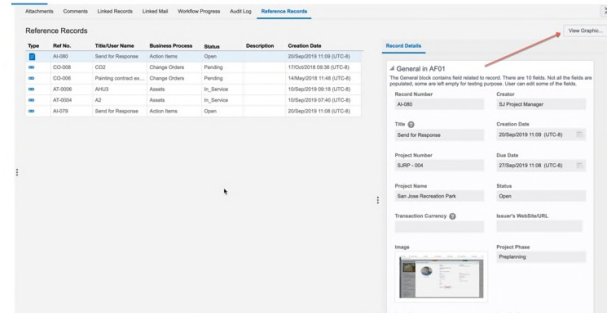 Attachments Comments Linked Records Linked Mail Workflow Progress Audit Log Reference Records
Reference Records
View Graphic...
Type Ref No. Title/User Name Business Process Status Description Creation Date
AI-080 Send for Response Action Items Open 20/Sep/2019 11:09 (UTC-8)
CO-008 CO2 Change Orders Pending
CO-008 Painting contract ex... Change Orders Pending 14/May/2018 11:48 (UTC-8)
AT-0006 AHU3 Assets In_Service 10/Sep/2019 09:18 (UTC-8)
AT-0004 A2 Assets In_Service 10/Sep/2019 07:40 (UTC-8)
AI-079 Send for Response Action Items Open 20/Sep/2019 11:08 (UTC-8)
Record Details
General in AF01
The General block contains field related to record. There are 10 fields. Not all the fields are
populated, some are left empty for testing purpose. User can edit some of the fields.
Record Number Creator
AI-080 SJ Project Manager
Title Creation Date
Send for Response 20/Sep/2019 11:09 (UTC-8)
Project Number Due Date
SJRP - 004 27/Sep/2019 11:09 (UTC-8)
Project Name Status
San Jose Recreation Park Open
Transaction Currency Issuer's WebSite/URL
Image Project Phase
Preplanning